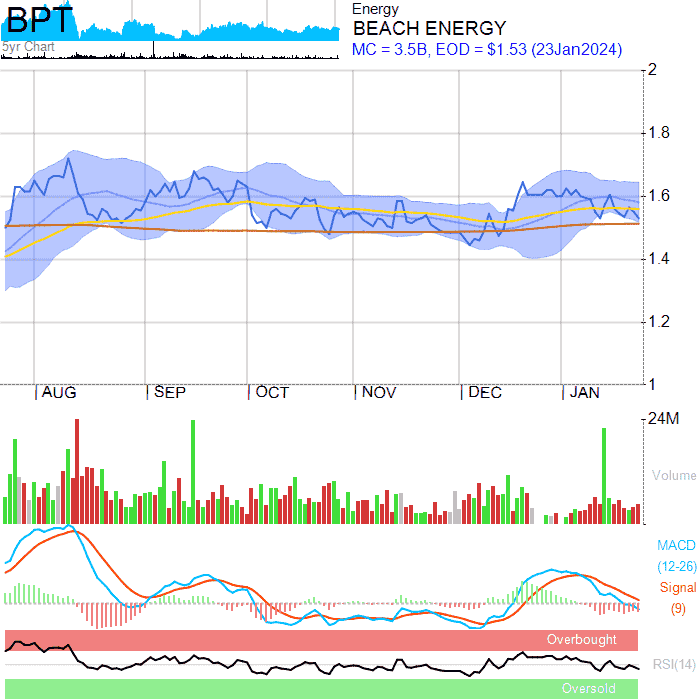 BPT
5yr Chart
Energy
BEACH ENERGY
MC = 3.5B, EOD = $1.53 (23Jan2024)
2
1.8
1.6
1.4
1.2
1
AUG SEP OCT NOV DEC JAN
24M
Volume
MACD
(12-26)
Signal
(9)
Overbought
RSI(14)
Oversold